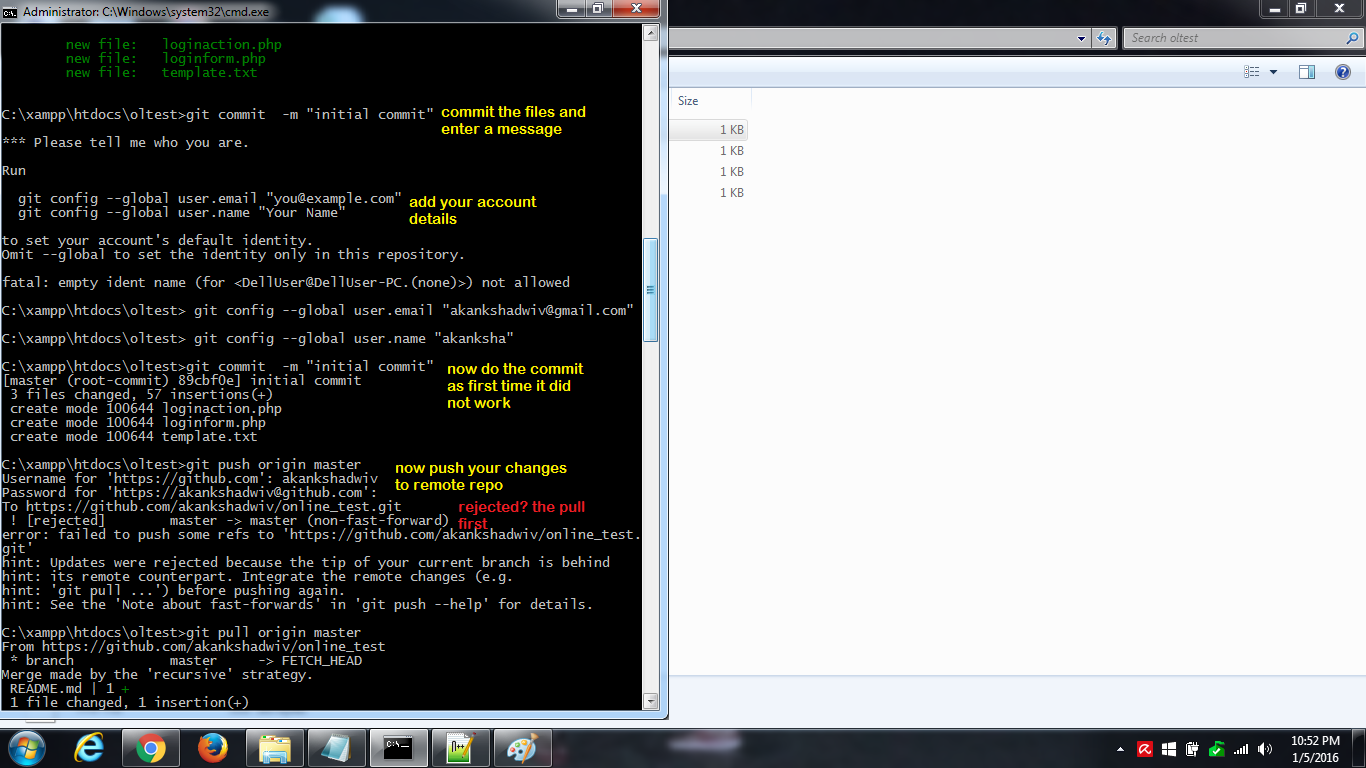 Administrator: C:\Windows\system32\cmd.exe
new file:   loginaction.php
new file:   loginform.php
new file:   template.txt
C:\xampp\htdocs\oltest>git commit  -m "initial commit"
commit the files and
enter a message
*** Please tell me who you are.
Run
git config --global user.email "you@example.com"
git config --global user.name "Your Name"
add your account
details
to set your account's default identity.
Omit --global to set the identity only in this repository.
fatal: empty ident name (for <DellUser@DellUser-PC.(none)>) not allowed
C:\xampp\htdocs\oltest> git config --global user.email "akankshadwiv@gmail.com"
C:\xampp\htdocs\oltest> git config --global user.name "akanksha"
C:\xampp\htdocs\oltest>git commit  -m "initial commit"
[master (root-commit) 89cbf0e] initial commit
3 files changed, 57 insertions(+)
create mode 100644 loginaction.php
create mode 100644 loginform.php
create mode 100644 template.txt
now do the commit
as first time it did
not work
C:\xampp\htdocs\oltest>git push origin master
Username for 'https://github.com': akankshadwiv
Password for 'https://akankshadwiv@github.com':
now push your changes
to remote repo
To https://github.com/akankshadwiv/online_test.git
! [rejected]        master -> master (non-fast-forward)
rejected? the pull
first
error: failed to push some refs to 'https://github.com/akankshadwiv/online_test.
git'
hint: Updates were rejected because the tip of your current branch is behind
hint: its remote counterpart. Integrate the remote changes (e.g.
hint: 'git pull ...') before pushing again.
hint: See the 'Note about fast-forwards' in 'git push --help' for details.
C:\xampp\htdocs\oltest>git pull origin master
From https://github.com/akankshadwiv/online_test
* branch            master     -> FETCH_HEAD
Merge made by the 'recursive' strategy.
README.md | 1 +
1 file changed, 1 insertion(+)
Search oltest
Size
1 KB
1 KB
1 KB
1 KB
10:52 PM
1/5/2016